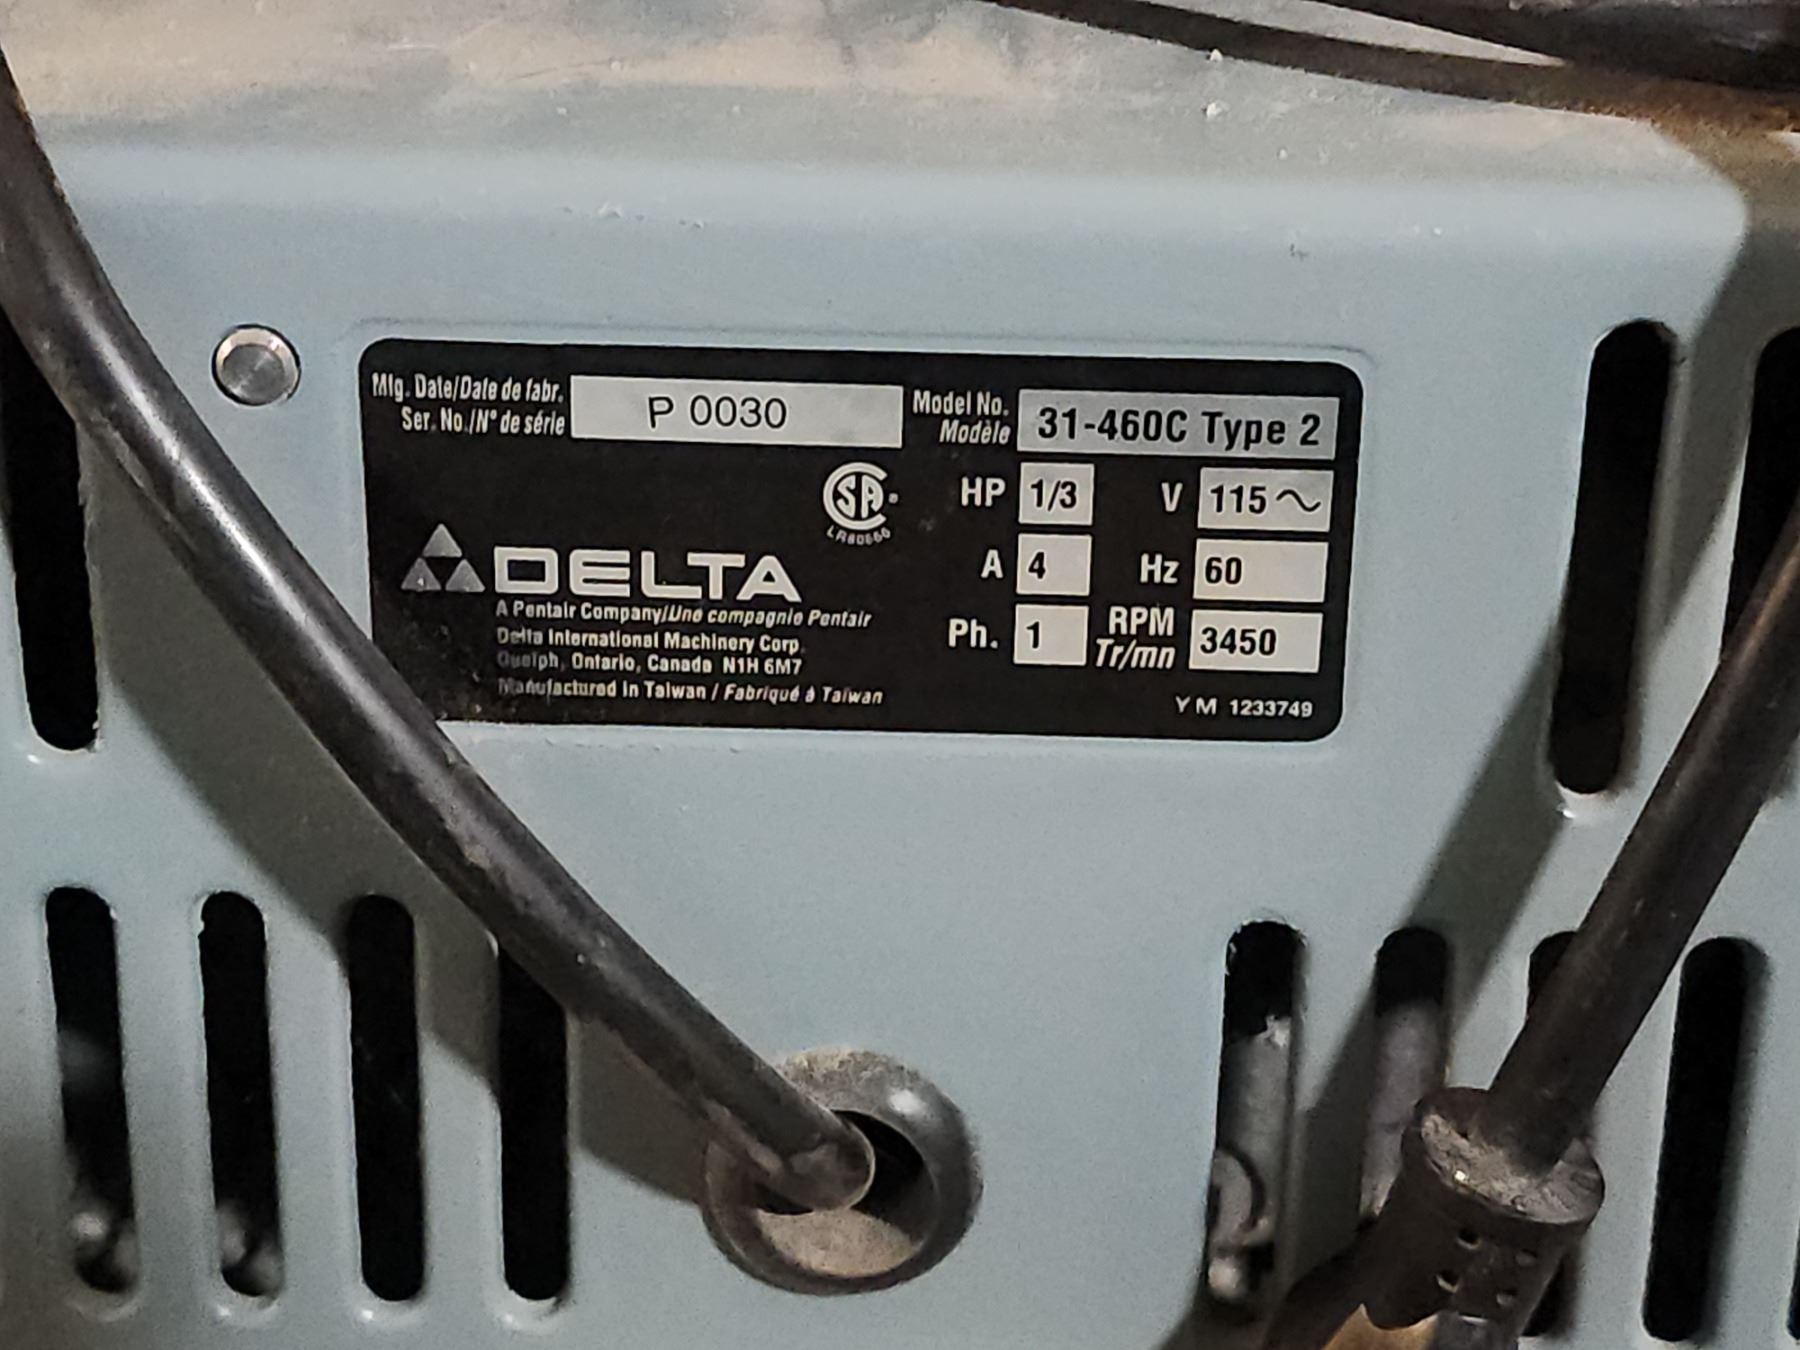 Mfg. Date/Date de fabr.
Ser. No./N° de série
P 0030
Model No.
Modèle
31-460C Type 2
HP 1/3 V 115~
A 4 Hz 60
Ph. 1 RPM
Tr/mn 3450
SA®
LR80666
DELTA
A Pentair Company/Une compagnie Pentair
Delta International Machinery Corp.
Guelph, Ontario, Canada N1H 6M7
Manufactured in Taiwan / Fabriqué à Taiwan
YM 1233749